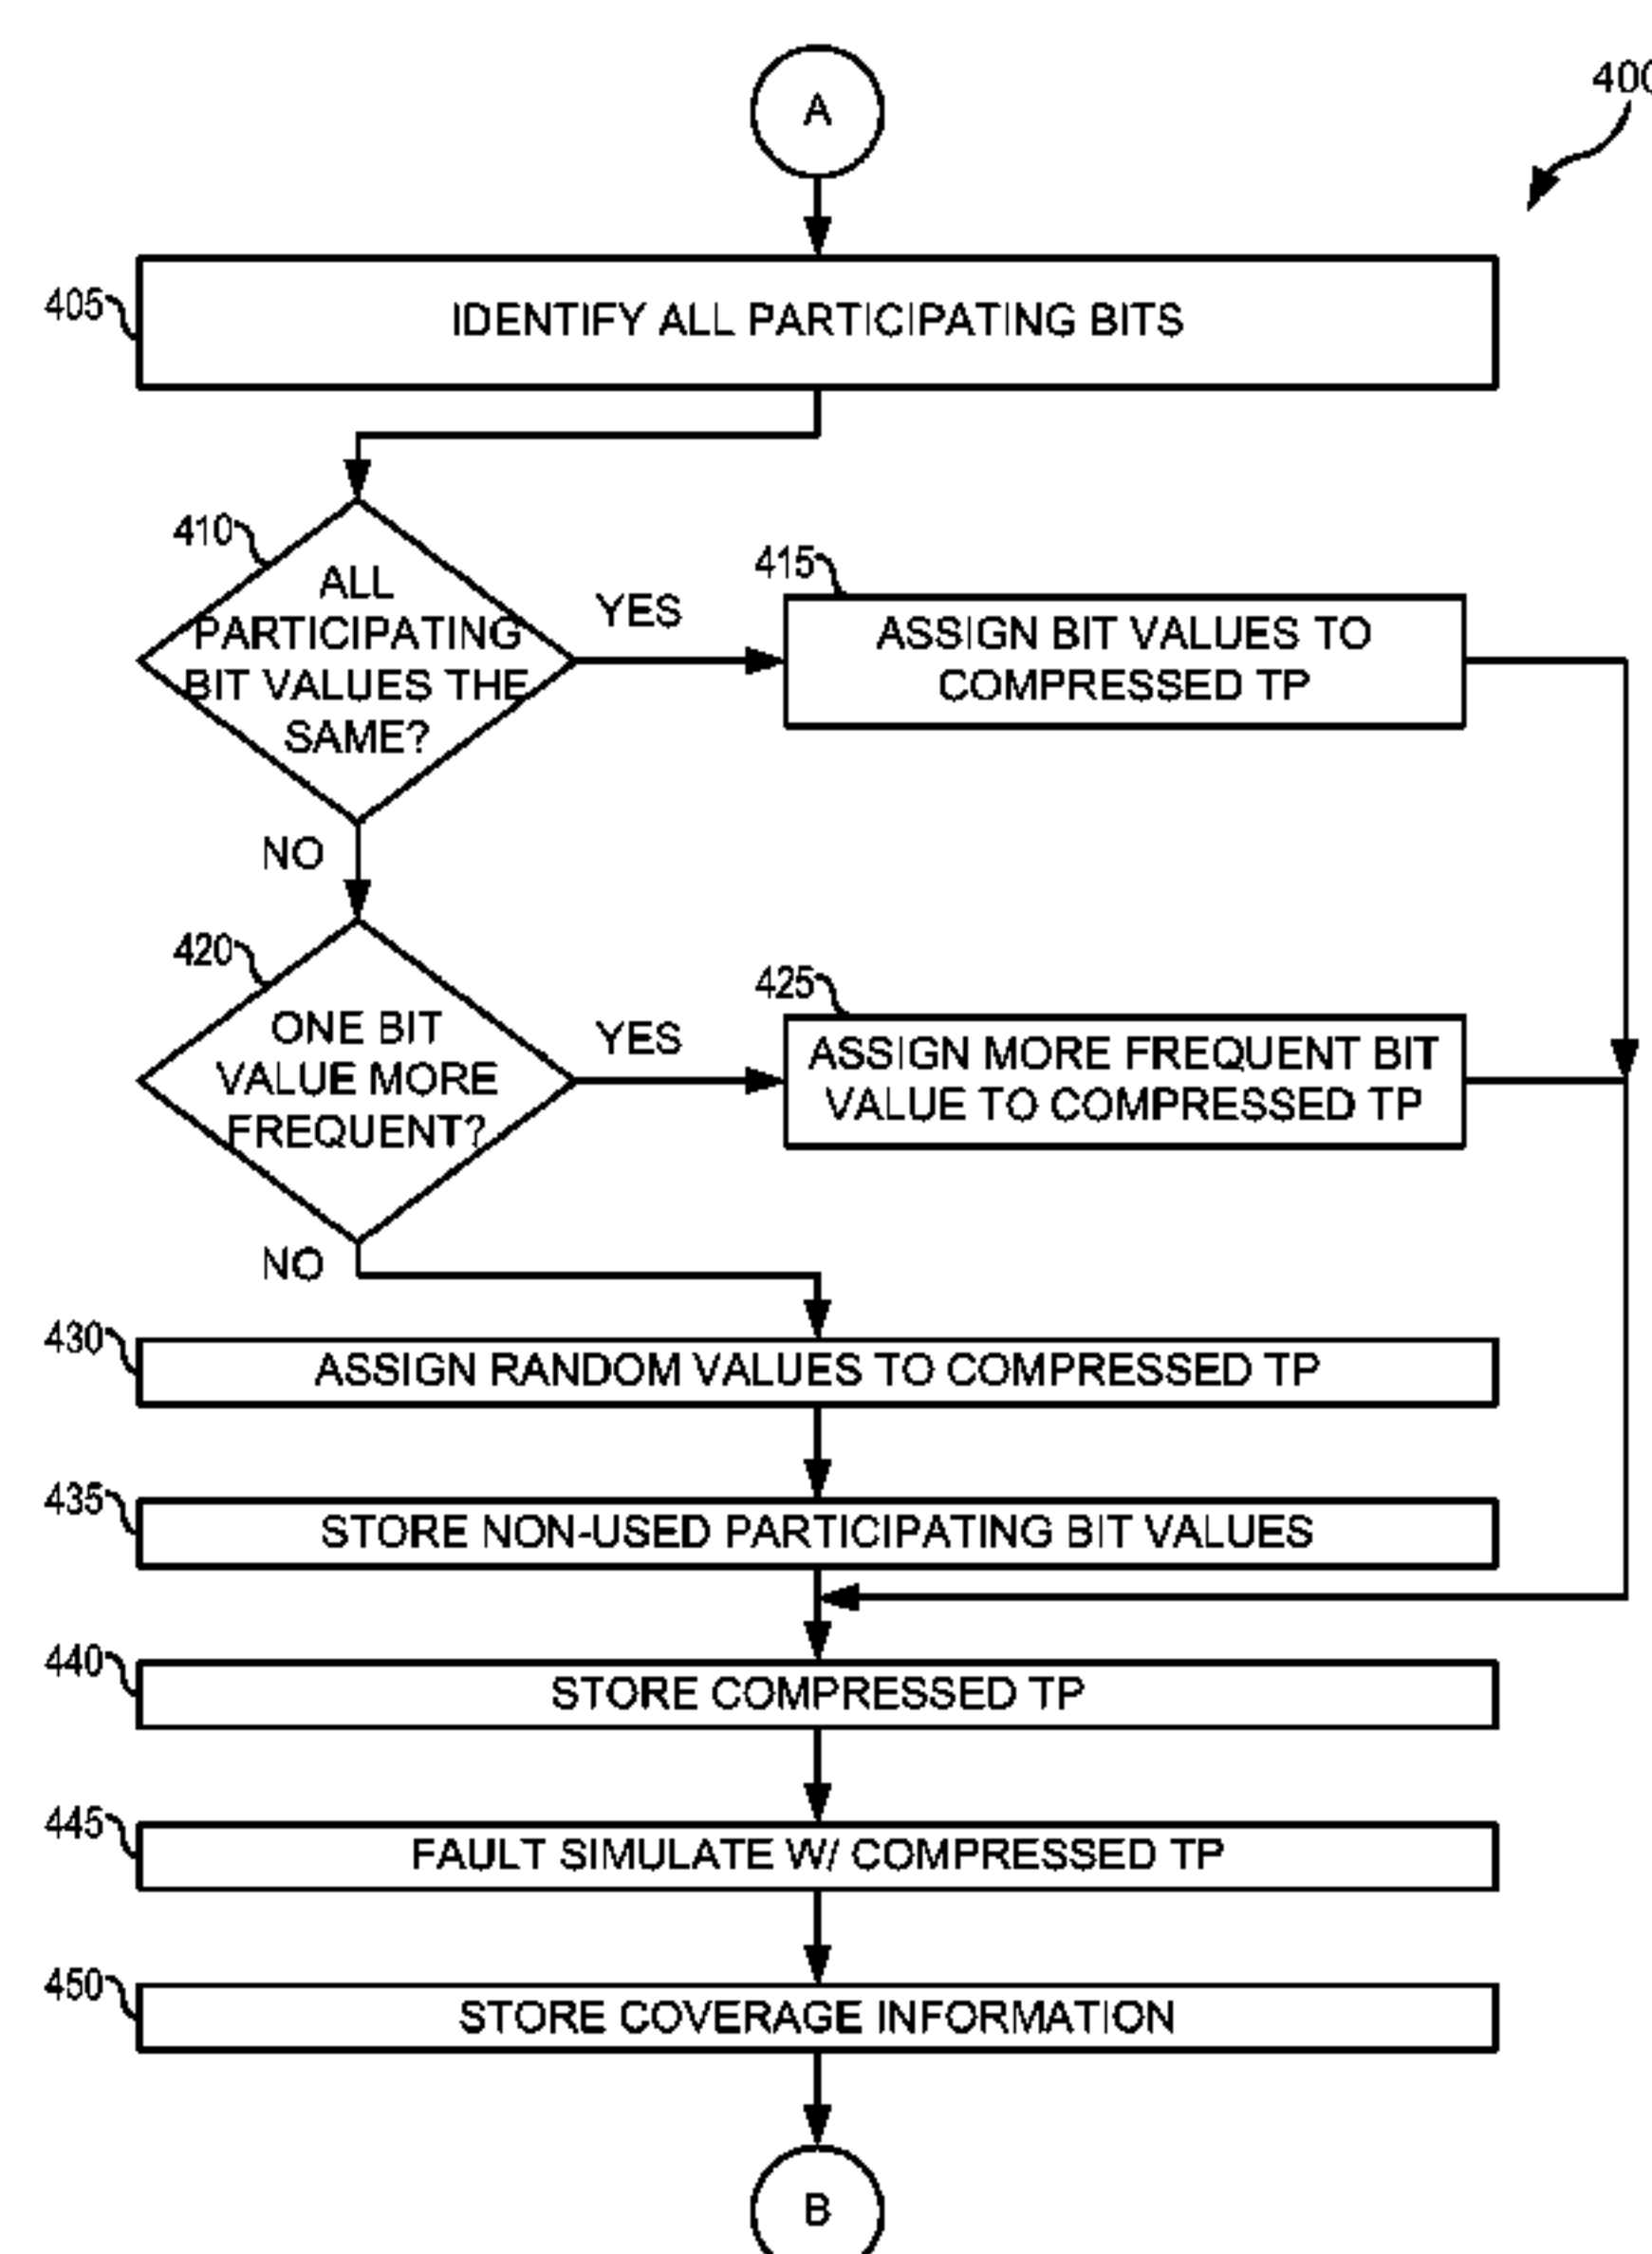 A
400
405
IDENTIFY ALL PARTICIPATING BITS
410
ALL
PARTICIPATING
BIT VALUES THE
SAME?
YES
415
ASSIGN BIT VALUES TO
COMPRESSED TP
NO
420
ONE BIT
VALUE MORE
FREQUENT?
YES
425
ASSIGN MORE FREQUENT BIT
VALUE TO COMPRESSED TP
NO
430
ASSIGN RANDOM VALUES TO COMPRESSED TP
435
STORE NON-USED PARTICIPATING BIT VALUES
440
STORE COMPRESSED TP
445
FAULT SIMULATE W/ COMPRESSED TP
450
STORE COVERAGE INFORMATION
B